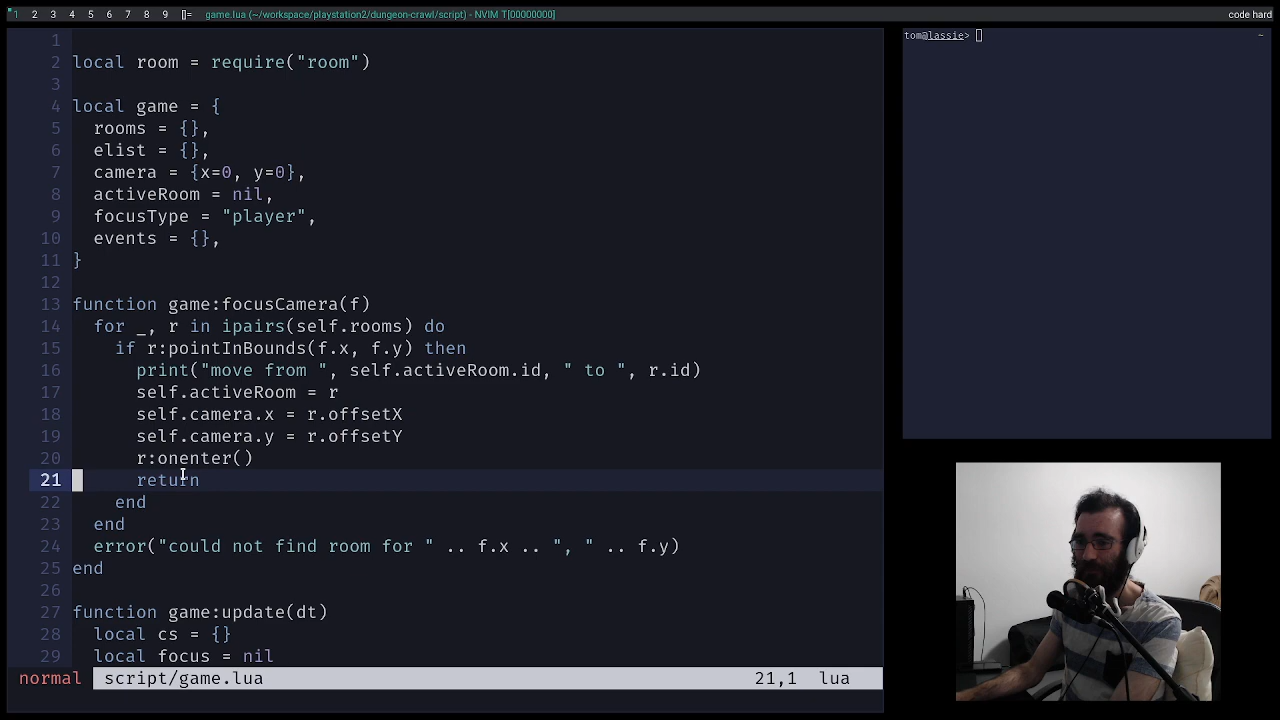 1 2 3 4 5 6 7 8 9 []= game.lua (~/workspace/playstation2/dungeon-crawl/script) - NVIM T[00000000] code hard
1
2 local room = require("room")
3
4 local game = {
5   rooms = {},
6   elist = {},
7   camera = {x=0, y=0},
8   activeRoom = nil,
9   focusType = "player",
10   events = {},
11 }
12
13 function game:focusCamera(f)
14   for _, r in ipairs(self.rooms) do
15     if r:pointInBounds(f.x, f.y) then
16       print("move from ", self.activeRoom.id, " to ", r.id)
17       self.activeRoom = r
18       self.camera.x = r.offsetX
19       self.camera.y = r.offsetY
20       r:onenter()
21       return
22     end
23   end
24   error("could not find room for " .. f.x .. ", " .. f.y)
25 end
26
27 function game:update(dt)
28   local cs = {}
29   local focus = nil
normal script/game.lua 21,1 lua
tom@lassie> ~